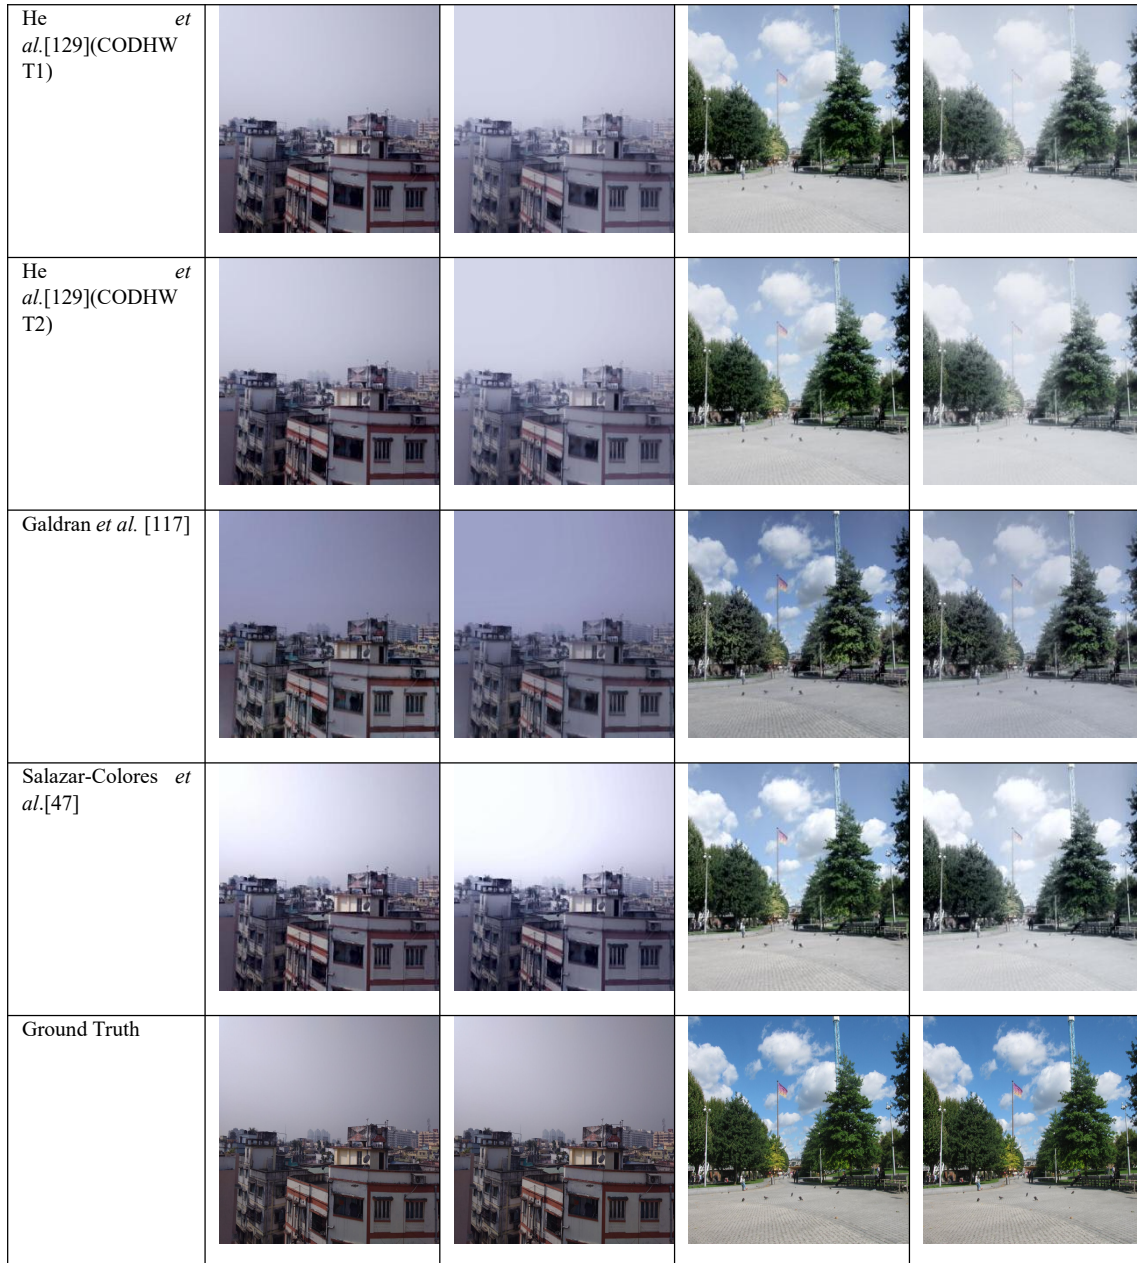 He et
al.[129](CODHW
T1)
He et
al.[129](CODHW
T2)
Galdran et al. [117]
Salazar-Colores et
al.[47]
Ground Truth